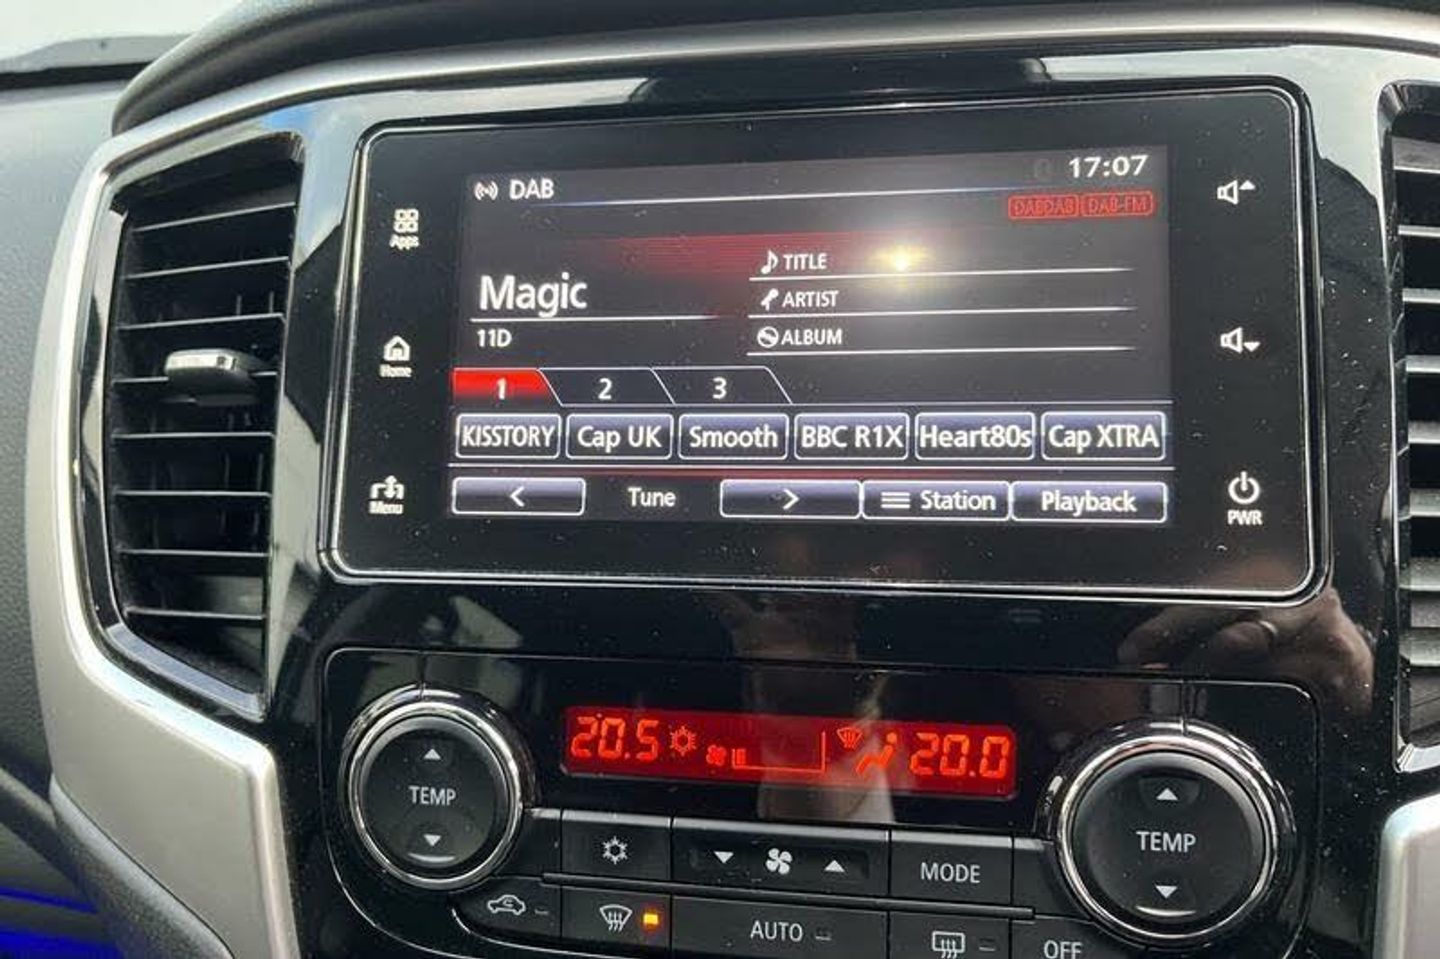 DAB
17:07
DABDAB DAB-FM
Apps
Magic
TITLE
ARTIST
11D
ALBUM
Home
1 2 3
KISSTORY Cap UK Smooth BBC R1X Heart80s Cap XTRA
< Tune > Station Playback
Menu
PWR
20.5 20.0
TEMP
TEMP
MODE
AUTO
OFF